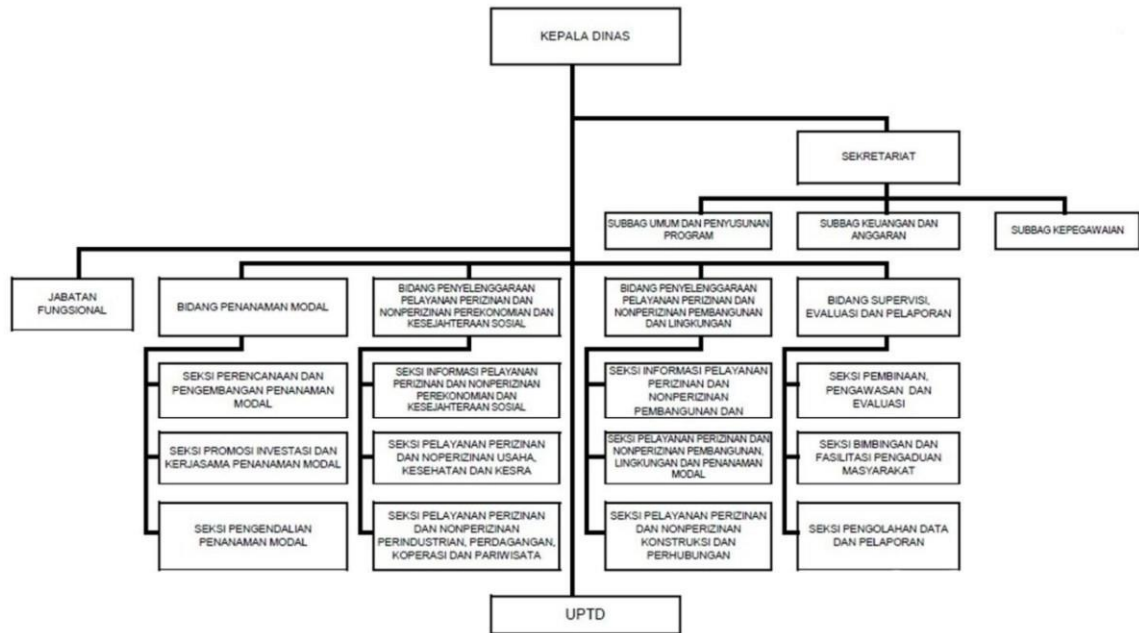 KEPALA DINAS
SEKRETARIAT
SUBBAG UMUM DAN PENYUSUNAN
PROGRAM
SUBBAG KEUANGAN DAN
ANGGARAN
SUBBAG KEPEGAWAIAN
JABATAN
FUNGSIONAL
BIDANG PENANAMAN MODAL
BIDANG PENYELENGGARAAN
PELAYANAN PERIZINAN DAN
NONPERIZINAN PEREKONOMIAN DAN
KESEJAHTERAAN SOSIAL
BIDANG PENYELENGGARAAN
PELAYANAN PERIZINAN DAN
NONPERIZINAN PEMBANGUNAN
DAN LINGKUNGAN
BIDANG SUPERVISI,
EVALUASI DAN PELAPORAN
SEKSI PERENCANAAN DAN
PENGEMBANGAN PENANAMAN
MODAL
SEKSI INFORMASI PELAYANAN
PERIZINAN DAN NONPERIZINAN
PEREKONOMIAN DAN
KESEJAHTERAAN SOSIAL
SEKSI INFORMASI PELAYANAN
PERIZINAN DAN
NONPERIZINAN
PEMBANGUNAN DAN
SEKSI PEMBINAAN,
PENGAWASAN DAN
EVALUASI
SEKSI PROMOSI INVESTASI DAN
KERJASAMA PENANAMAN MODAL
SEKSI PELAYANAN PERIZINAN
DAN NOPERIZINAN USAHA,
KESEHATAN DAN KESRA
SEKSI PELAYANAN PERIZINAN DAN
NONPERIZINAN PEMBANGUNAN,
LINGKUNGAN DAN PENANAMAN
MODAL
SEKSI BIMBINGAN DAN
FASILITASI PENGADUAN
MASYARAKAT
SEKSI PENGENDALIAN
PENANAMAN MODAL
SEKSI PELAYANAN PERIZINAN
DAN NONPERIZINAN
PERINDUSTRIAN, PERDAGANGAN,
KOPERASI DAN PARIWISATA
SEKSI PELAYANAN PERIZINAN
DAN NONPERIZINAN
KONSTRUKSI DAN
PERHUBUNGAN
SEKSI PENGOLAHAN DATA
DAN PELAPORAN
UPTD